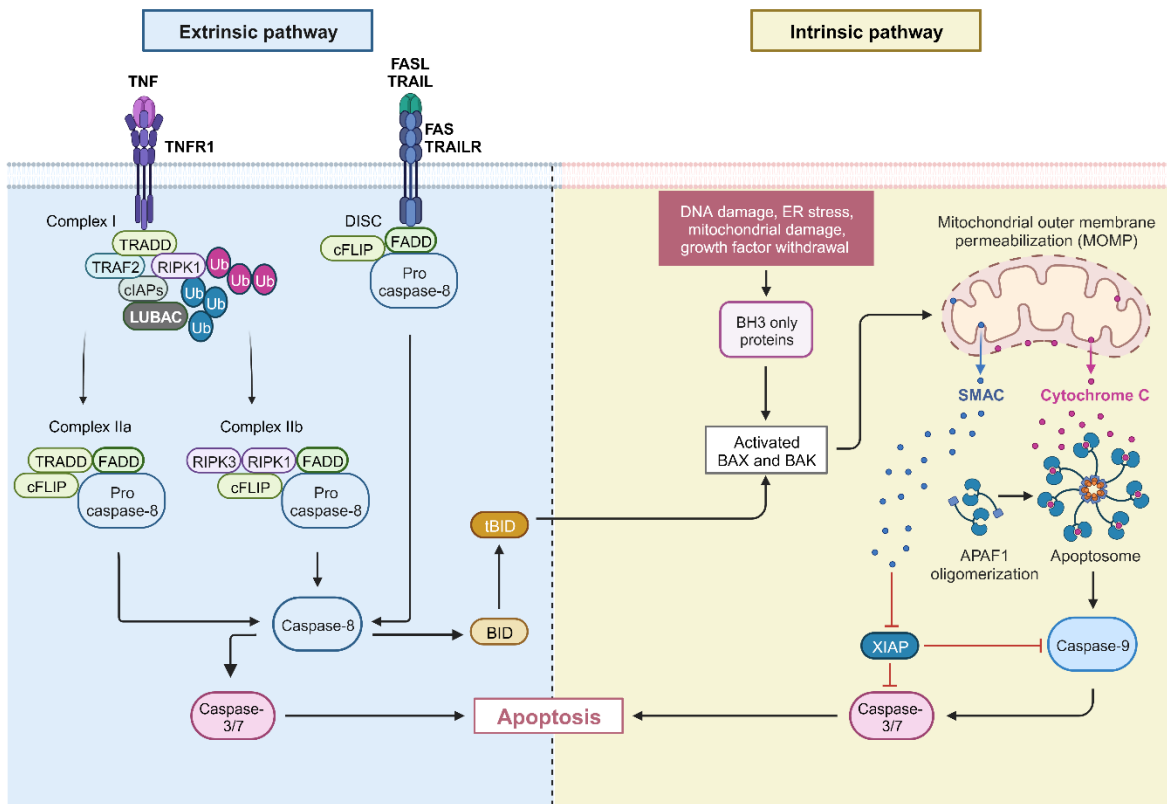 Extrinsic pathway
Intrinsic pathway
TNF
TNFR1
FASL
TRAIL
FAS
TRAILR
Complex I
TRADD
TRAF2
RIPK1
cIAPs
LUBAC
Ub
Ub
Ub
Ub
Ub
Ub
DISC
cFLIP
FADD
Pro
caspase-8
Complex IIa
TRADD
FADD
cFLIP
Pro
caspase-8
Complex IIb
RIPK3
RIPK1
FADD
cFLIP
Pro
caspase-8
Caspase-8
BID
tBID
Caspase-
3/7
Apoptosis
DNA damage, ER stress,
mitochondrial damage,
growth factor withdrawal
BH3 only
proteins
Activated
BAX and BAK
Mitochondrial outer membrane
permeabilization (MOMP)
SMAC
Cytochrome C
APAF1
oligomerization
Apoptosome
XIAP
Caspase-9
Caspase-
3/7